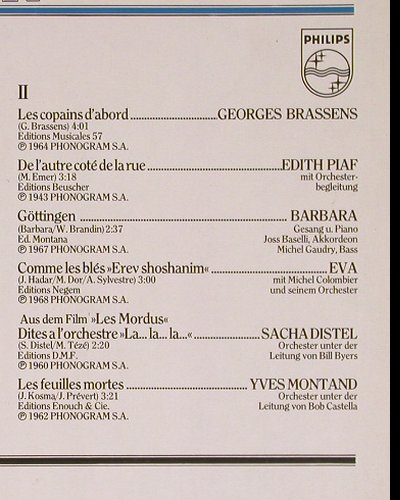 PHILIPS
II
Les copains d'abord..............................GEORGES BRASSENS
(G. Brassens) 4:01
Editions Musicales 57
℗ 1964 PHONOGRAM S.A.
De l'autre coté de la rue..............................EDITH PIAF
(M. Emer) 3:18 mit Orchester-
Editions Beuscher begleitung
℗ 1943 PHONOGRAM S.A.
Göttingen ..............................BARBARA
(Barbara/W. Brandin) 2:37 Gesang u. Piano
Ed. Montana Joss Baselli, Akkordeon
℗ 1967 PHONOGRAM S.A. Michel Gaudry, Bass
Comme les blés »Erev shoshanim« ..............................EVA
(J. Hadar/M. Dor/A. Sylvestre) 3:00 mit Michel Colombier
Editions Negem und seinem Orchester
℗ 1968 PHONOGRAM S.A.
Aus dem Film »Les Mordus«
Dites a l'orchestre »La... la... la...« ....................SACHA DISTEL
(S. Distel/M. Tézé) 2:20 Orchester unter der
Editions D.M.F. Leitung von Bill Byers
℗ 1960 PHONOGRAM S.A.
Les feuilles mortes ..............................YVES MONTAND
(J. Kosma/J. Prévert) 3:21 Orchester unter der
Editions Enouch & Cie. Leitung von Bob Castella
℗ 1962 PHONOGRAM S.A.